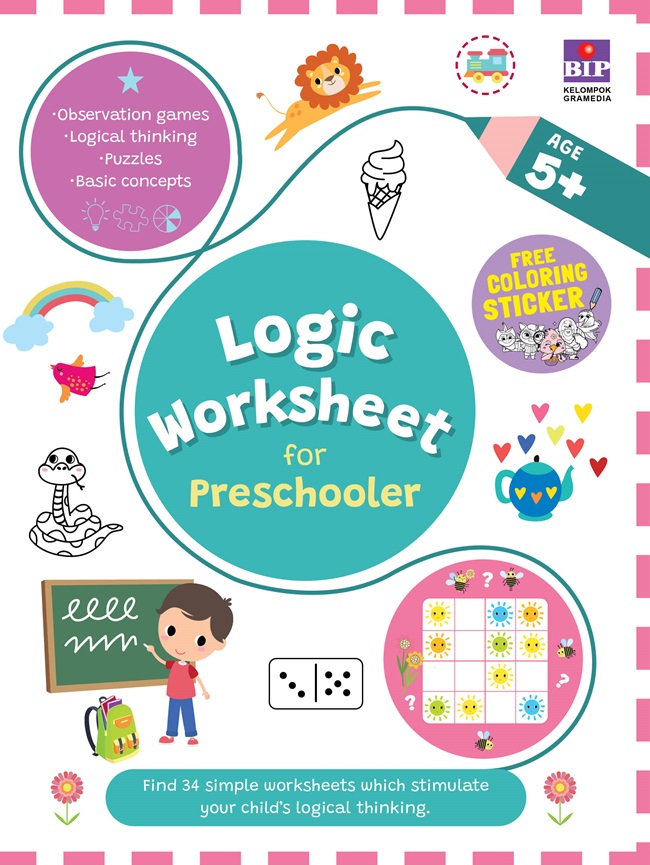 ·Observation games
·Logical thinking
·Puzzles
·Basic concepts
BIP
KELOMPOK
GRAMEDIA
AGE
5+
FREE
COLORING
STICKER
Logic
Worksheet
for
Preschooler
?
?
?
Find 34 simple worksheets which stimulate
your child's logical thinking.